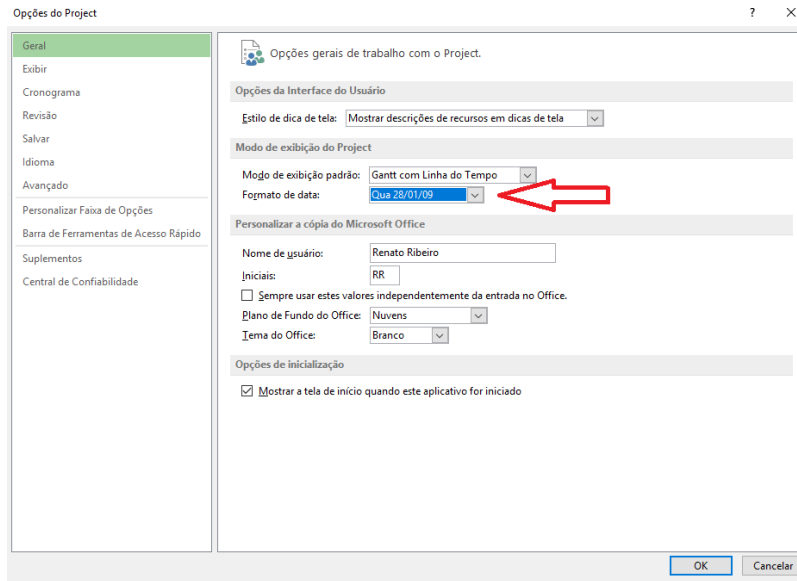 Opções do Project
? X
Geral
Exibir
Cronograma
Revisão
Salvar
Idioma
Avançado
Personalizar Faixa de Opções
Barra de Ferramentas de Acesso Rápido
Suplementos
Central de Confiabilidade
Opções gerais de trabalho com o Project.
Opções da Interface do Usuário
Estilo de dica de tela: Mostrar descrições de recursos em dicas de tela
Modo de exibição do Project
Modo de exibição padrão: Gantt com Linha do Tempo
Formato de data: Qua 28/01/09
Personalizar a cópia do Microsoft Office
Nome de usuário: Renato Ribeiro
Iniciais: RR
Sempre usar estes valores independentemente da entrada no Office.
Plano de Fundo do Office: Nuvens
Tema do Office: Branco
Opções de inicialização
Mostrar a tela de início quando este aplicativo for iniciado
OK Cancelar